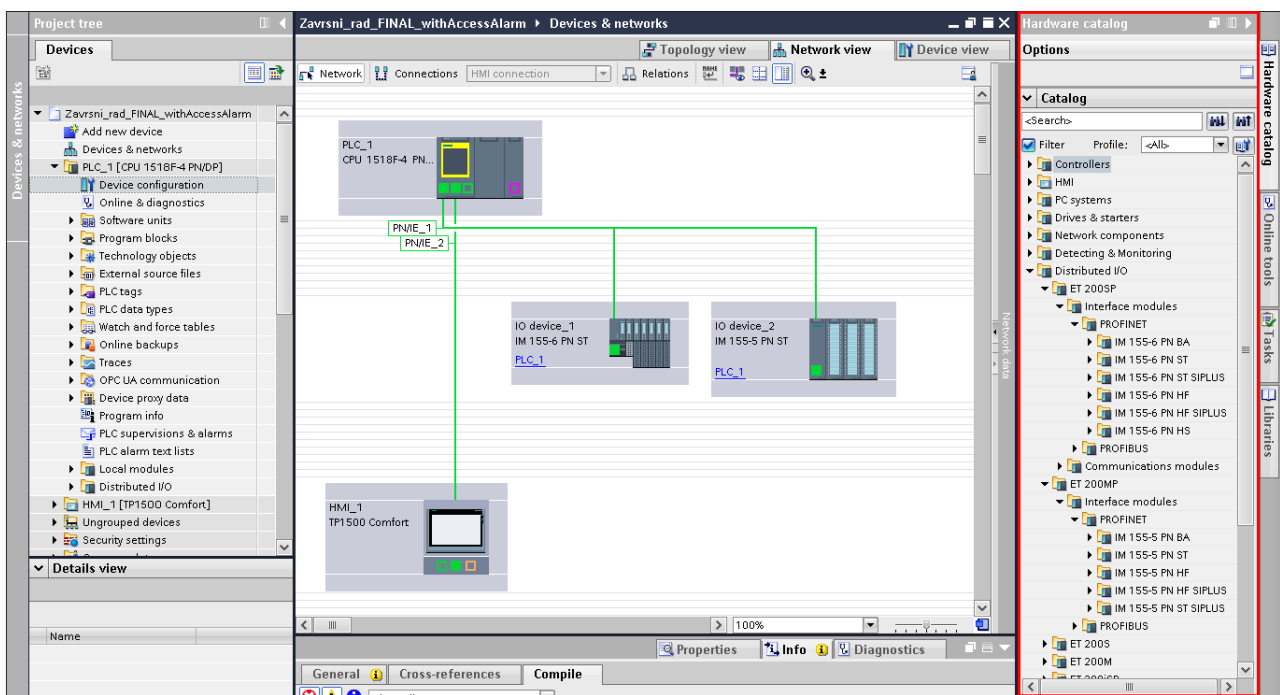 Project tree
Devices
Devices & networks
Zavrsni_rad_FINAL_withAccessAlarm
Add new device
Devices & networks
PLC_1 [CPU 1518F-4 PN/DP]
Device configuration
Online & diagnostics
Software units
Program blocks
Technology objects
External source files
PLC tags
PLC data types
Watch and force tables
Online backups
Traces
OPC UA communication
Device proxy data
Program info
PLC supervisions & alarms
PLC alarm text lists
Local modules
Distributed I/O
HMI_1 [TP1500 Comfort]
Ungrouped devices
Security settings
Details view
Name
Zavrsni_rad_FINAL_withAccessAlarm Devices & networks
Topology view
Network view
Device view
Network
Connections
HMI connection
Relations
PLC_1
CPU 1518F-4 PN...
PN/IE_1
PN/IE_2
IO device_1
IM 155-6 PN ST
PLC_1
IO device_2
IM 155-5 PN ST
PLC_1
HMI_1
TP1500 Comfort
Network data
100%
Properties
Info
Diagnostics
General
Cross-references
Compile
Hardware catalog
Options
Catalog
<Search>
Filter
Profile:
<All>
Controllers
HMI
PC systems
Drives & starters
Network components
Detecting & Monitoring
Distributed I/O
ET 200SP
Interface modules
PROFINET
IM 155-6 PN BA
IM 155-6 PN ST
IM 155-6 PN ST SIPLUS
IM 155-6 PN HF
IM 155-6 PN HF SIPLUS
IM 155-6 PN HS
PROFIBUS
Communications modules
ET 200MP
Interface modules
PROFINET
IM 155-5 PN BA
IM 155-5 PN ST
IM 155-5 PN HF
IM 155-5 PN HF SIPLUS
IM 155-5 PN ST SIPLUS
PROFIBUS
ET 200S
ET 200M
Hardware catalog
Online tools
Tasks
Libraries